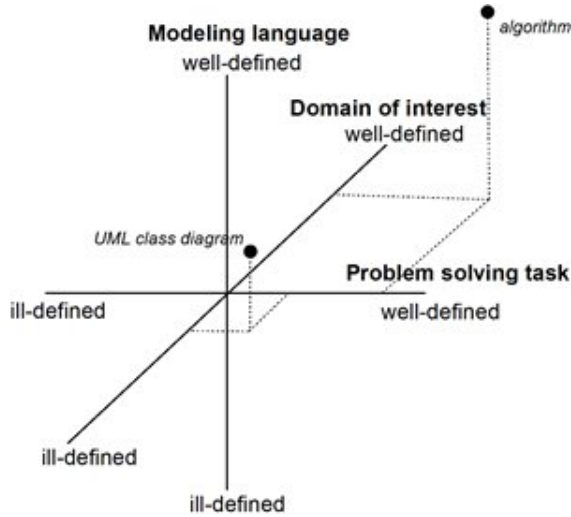 algorithm
Modeling language
well-defined
Domain of interest
well-defined
UML class diagram
Problem solving task
ill-defined
well-defined
ill-defined
ill-defined